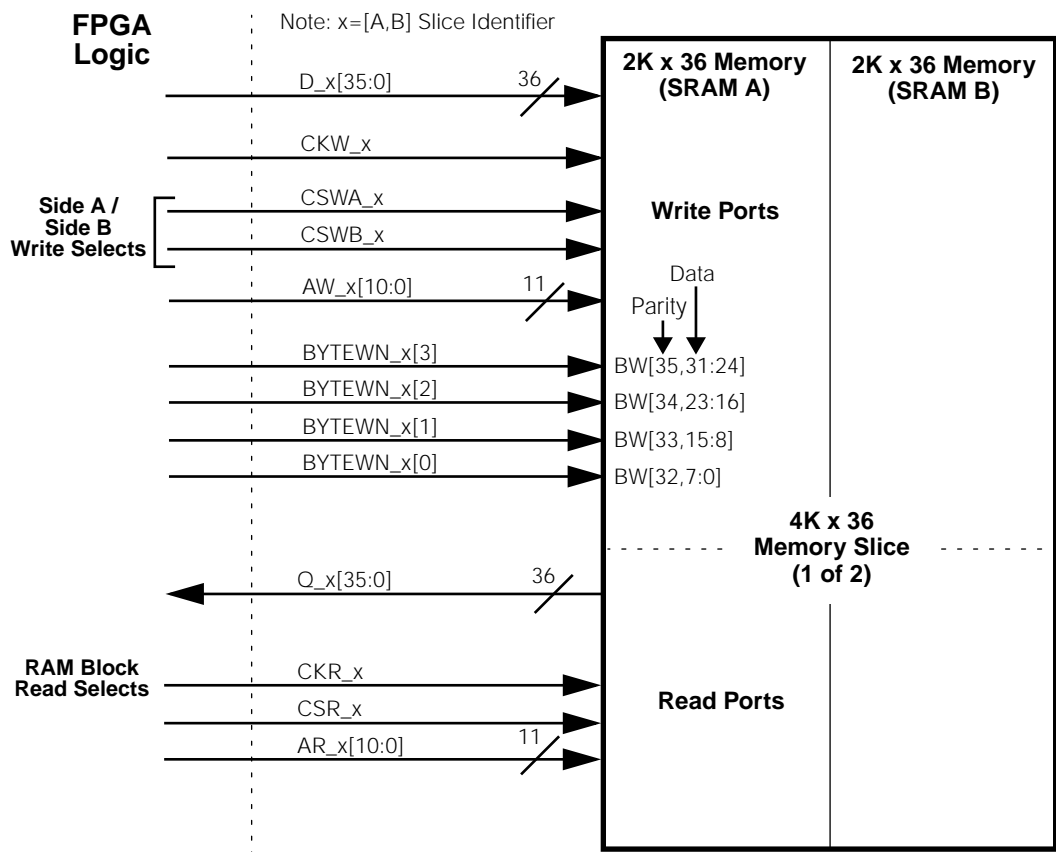 FPGA
Logic
Note: x=[A,B] Slice Identifier
2K x 36 Memory
(SRAM A)
2K x 36 Memory
(SRAM B)
D_x[35:0]
36
CKW_x
Side A /
Side B
Write Selects
CSWA_x
CSWB_x
Write Ports
AW_x[10:0]
11
Data
Parity
BYTEWN_x[3]
BW[35,31:24]
BYTEWN_x[2]
BW[34,23:16]
BYTEWN_x[1]
BW[33,15:8]
BYTEWN_x[0]
BW[32,7:0]
4K x 36
Memory Slice
(1 of 2)
Q_x[35:0]
36
RAM Block
Read Selects
CKR_x
CSR_x
AR_x[10:0]
11
Read Ports